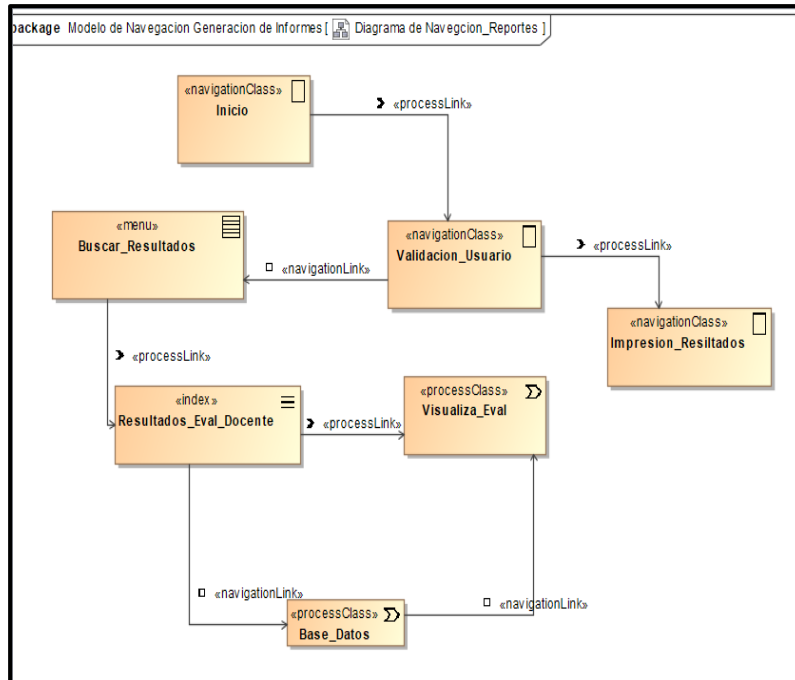 package Modelo de Navegacion Generacion de Informes [ Diagrama de Navegcion_Reportes ]
«navigationClass»
Inicio
«processLink»
«menu»
Buscar_Resultados
«navigationLink»
«navigationClass»
Validacion_Usuario
«processLink»
«navigationClass»
Impresion_Resiltados
«processLink»
«index»
Resultados_Eval_Docente
«processLink»
«processClass»
Visualiza_Eval
«navigationLink»
«processClass»
Base_Datos
«navigationLink»